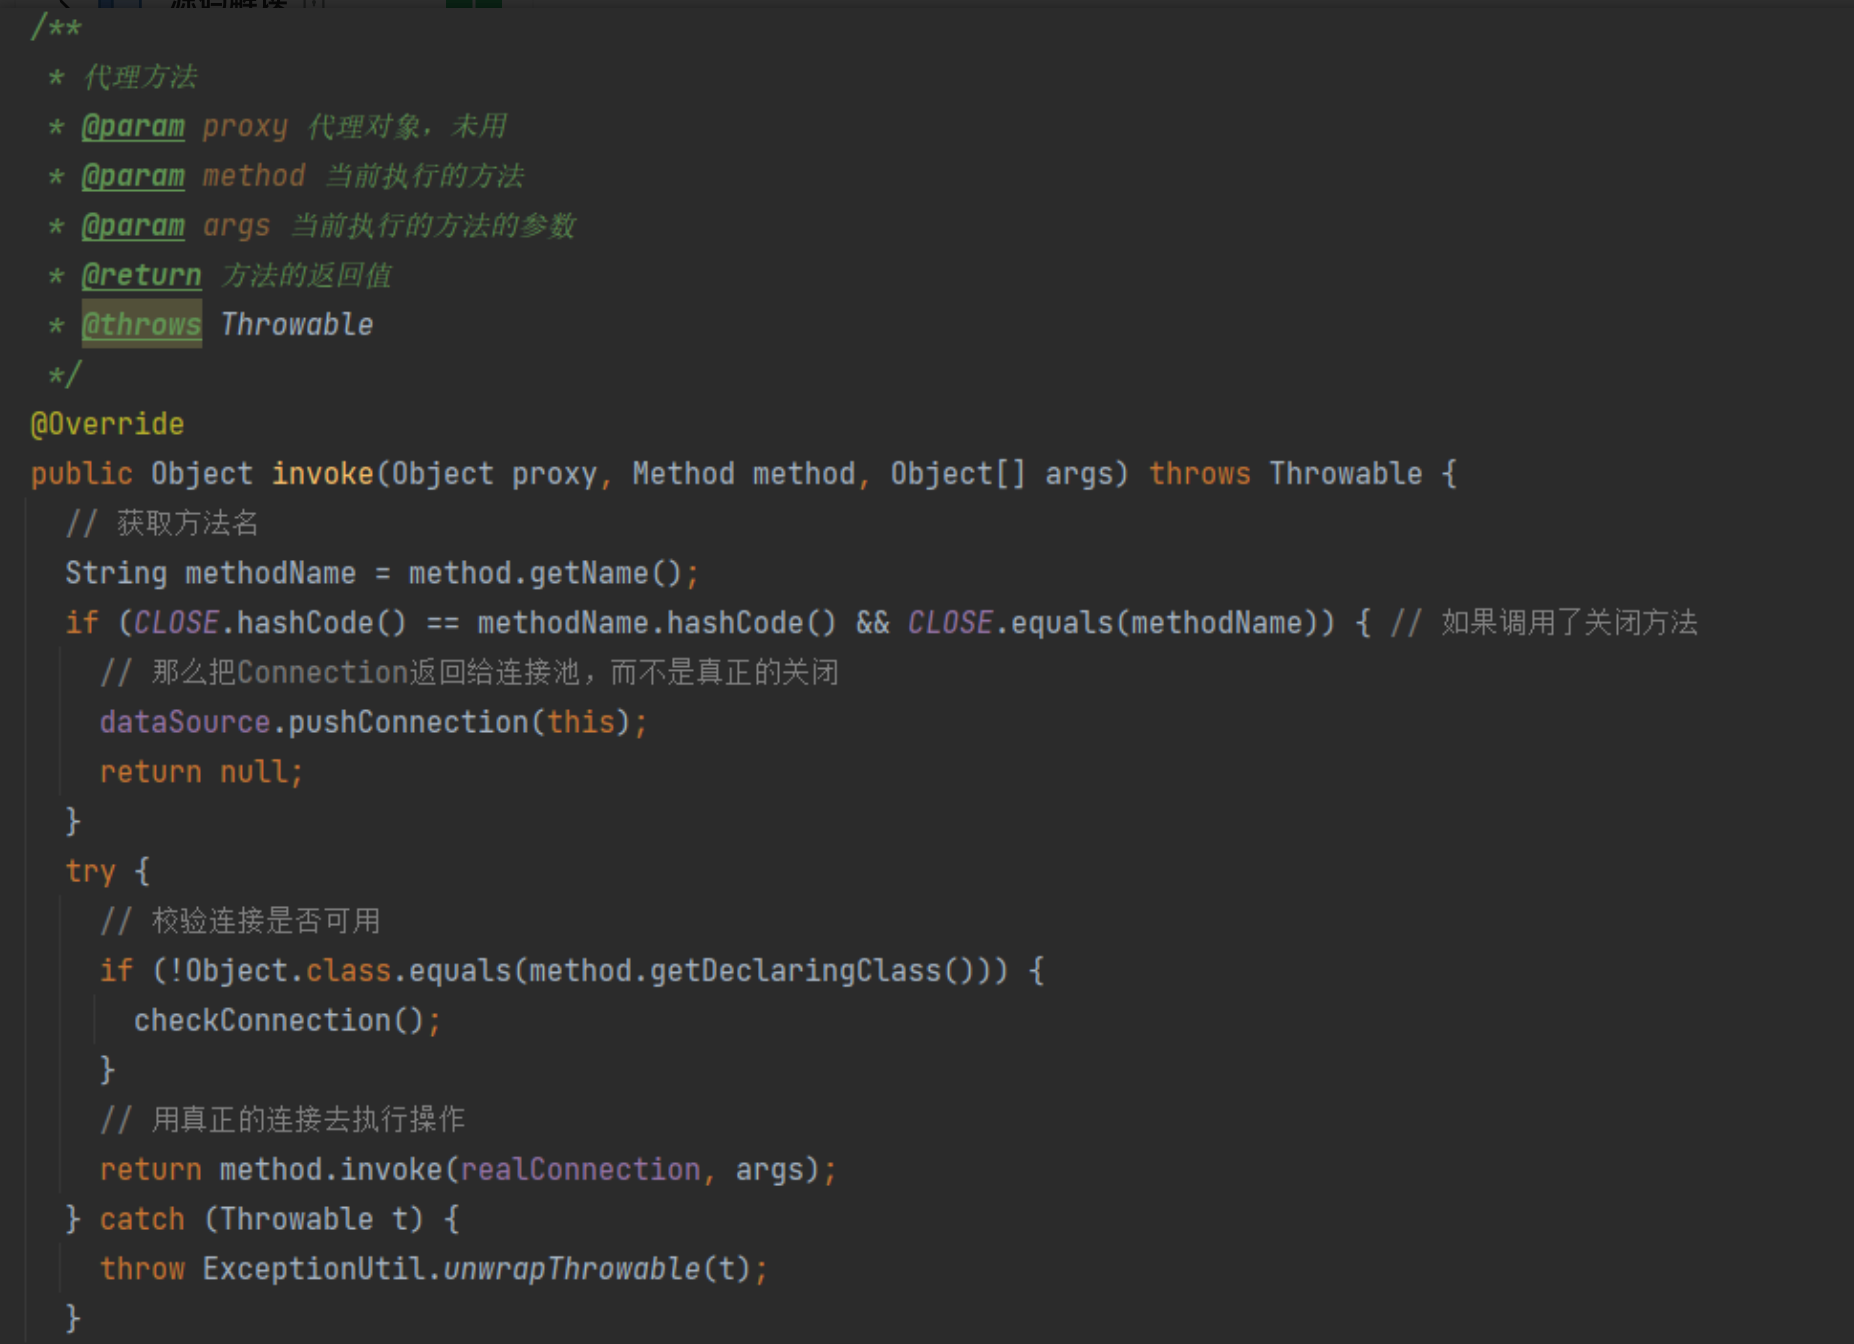 /**
 * 代理方法
 * @param proxy 代理对象，未用
 * @param method 当前执行的方法
 * @param args 当前执行的方法的参数
 * @return 方法的返回值
 * @throws Throwable
 */
@Override
public Object invoke(Object proxy, Method method, Object[] args) throws Throwable {
  // 获取方法名
  String methodName = method.getName();
  if (CLOSE.hashCode() == methodName.hashCode() && CLOSE.equals(methodName)) { // 如果调用了关闭方法
    // 那么把Connection返回给连接池，而不是真正的关闭
    dataSource.pushConnection(this);
    return null;
  }
  try {
    // 校验连接是否可用
    if (!Object.class.equals(method.getDeclaringClass())) {
      checkConnection();
    }
    // 用真正的连接去执行操作
    return method.invoke(realConnection, args);
  } catch (Throwable t) {
    throw ExceptionUtil.unwrapThrowable(t);
  }